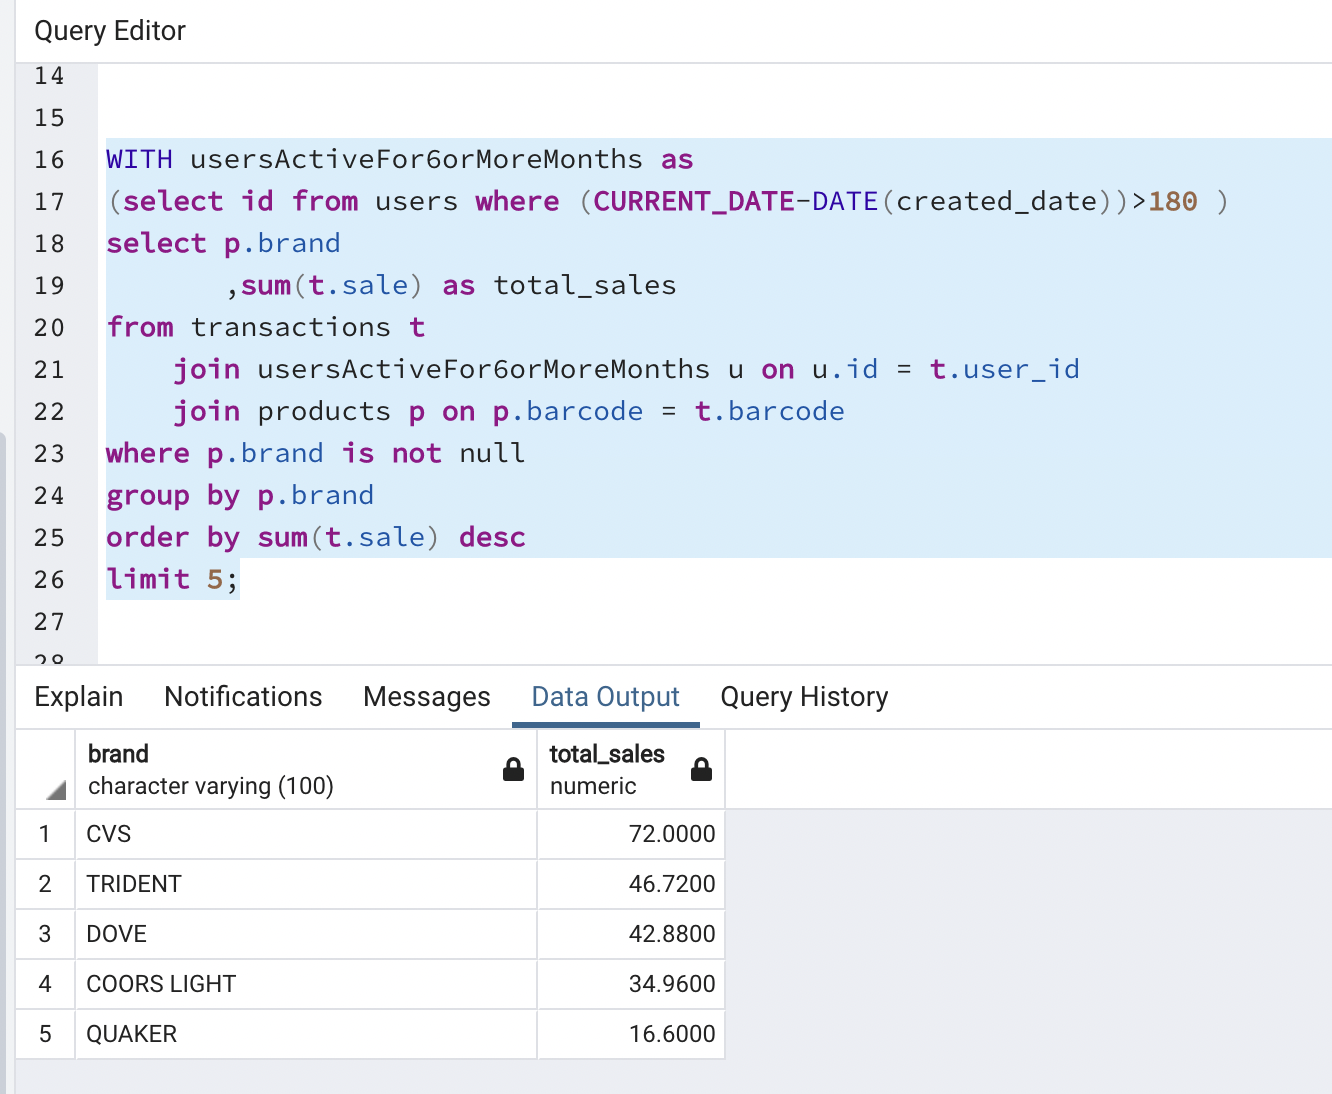 Query Editor
14
15
16 WITH usersActiveFor6orMoreMonths as
17 (select id from users where (CURRENT_DATE-DATE(created_date))>180 )
18 select p.brand
19 ,sum(t.sale) as total_sales
20 from transactions t
21 join usersActiveFor6orMoreMonths u on u.id = t.user_id
22 join products p on p.barcode = t.barcode
23 where p.brand is not null
24 group by p.brand
25 order by sum(t.sale) desc
26 limit 5;
27
28
Explain Notifications Messages Data Output Query History
brand total_sales
character varying (100) numeric
1 CVS 72.0000
2 TRIDENT 46.7200
3 DOVE 42.8800
4 COORS LIGHT 34.9600
5 QUAKER 16.6000